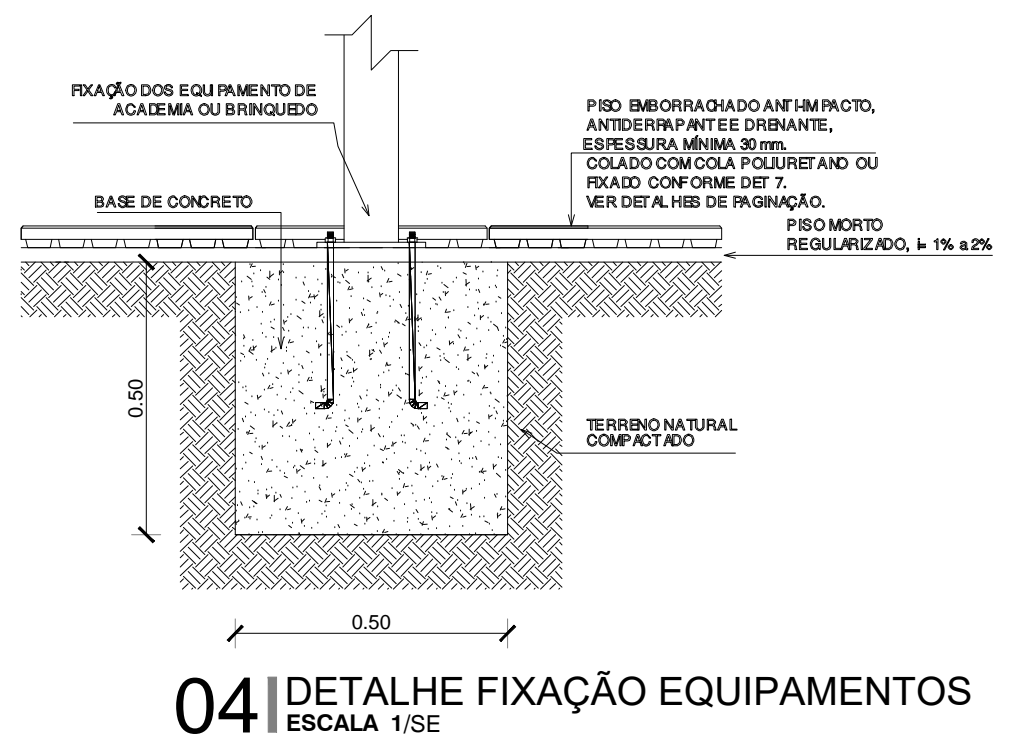 FIXAÇÃO DOS EQUIPAMENTO DE
ACADEMIA OU BRINQUEDO
PISO EMBORRACHADO ANTI-IMPACTO,
ANTIDERRAPANTE E DRENANTE,
ESPESSURA MÍNIMA 30 mm.
COLADO COM COLA POLIURETANO OU
FIXADO CONFORME DET 7.
VER DETALHES DE PAGINAÇÃO.
BASE DE CONCRETO
PISO MORTO
REGULARIZADO, i= 1% a 2%
0.50
TERRENO NATURAL
COMPACTADO
0.50
04 DETALHE FIXAÇÃO EQUIPAMENTOS
ESCALA 1/SE